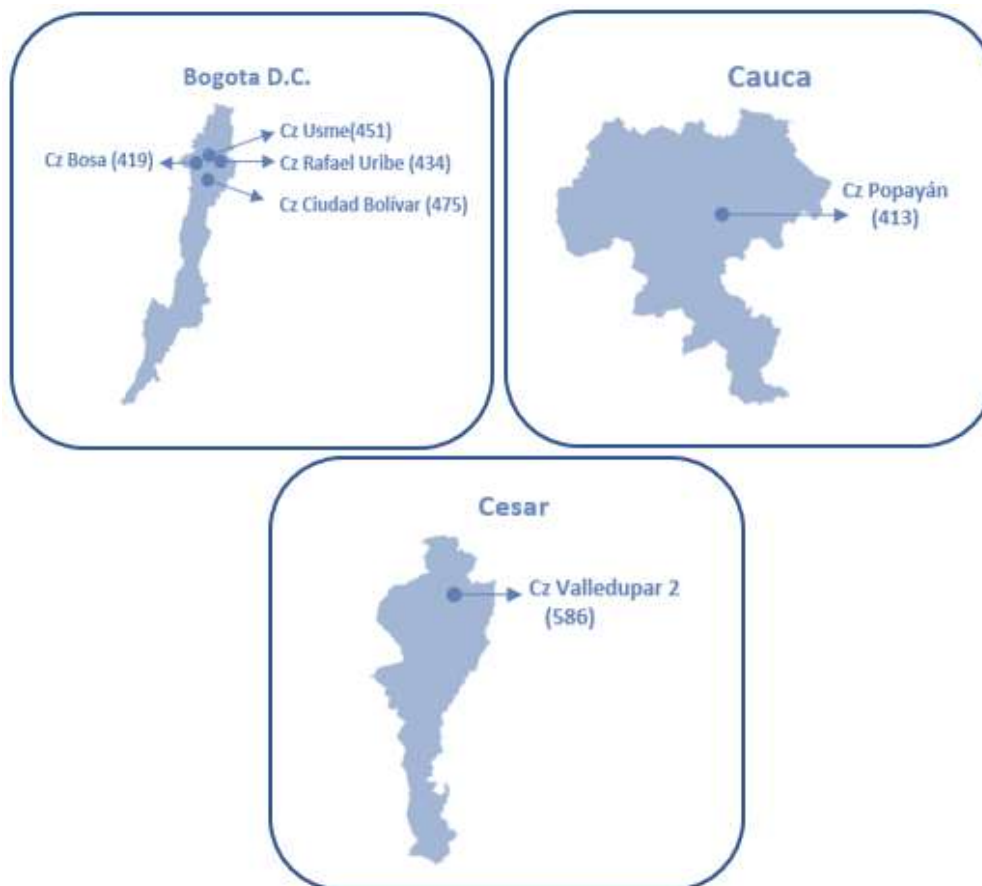 Bogota D.C.
Cz Usme(451)
Cz Bosa (419)
Cz Rafael Uribe (434)
Cz Ciudad Bolívar (475)
Cauca
Cz Popayán
(413)
Cesar
Cz Valledupar 2
(586)